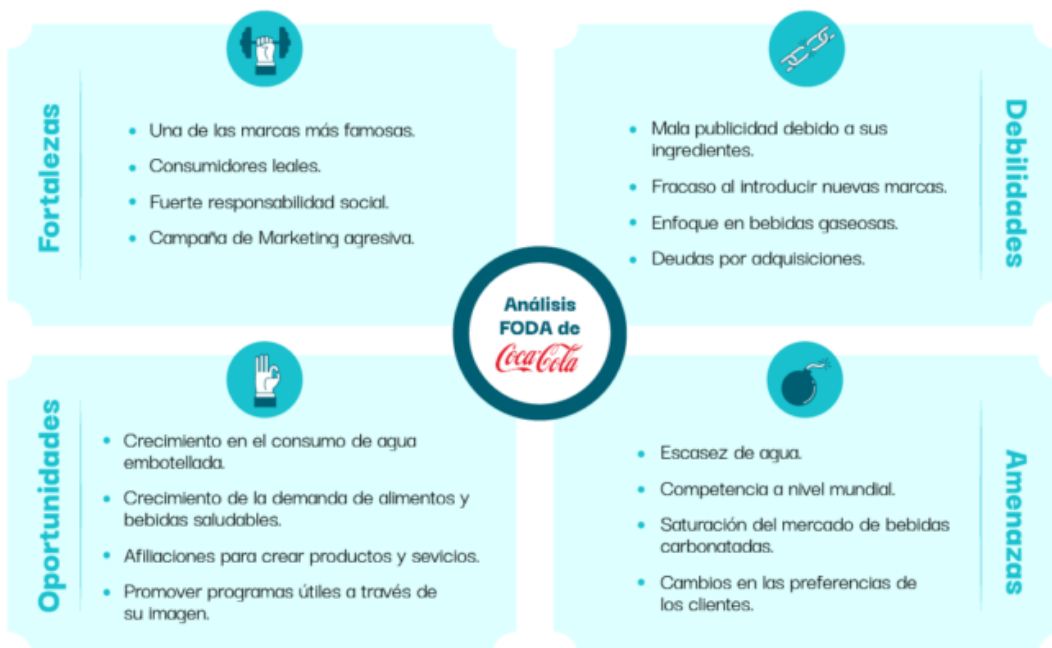 Fortalezas
Una de las marcas más famosas.
Consumidores leales.
Fuerte responsabilidad social.
Campaña de Marketing agresiva.
Debilidades
Mala publicidad debido a sus
ingredientes.
Fracaso al introducir nuevas marcas.
Enfoque en bebidas gaseosas.
Deudas por adquisiciones.
Análisis
FODA de
Coca-Cola
Oportunidades
Crecimiento en el consumo de agua
embotellada.
Crecimiento de la demanda de alimentos y
bebidas saludables.
Afiliaciones para crear productos y sevicios.
Promover programas útiles a través de
su imagen.
Amenazas
Escasez de agua.
Competencia a nivel mundial.
Saturación del mercado de bebidas
carbonatadas.
Cambios en las preferencias de
los clientes.